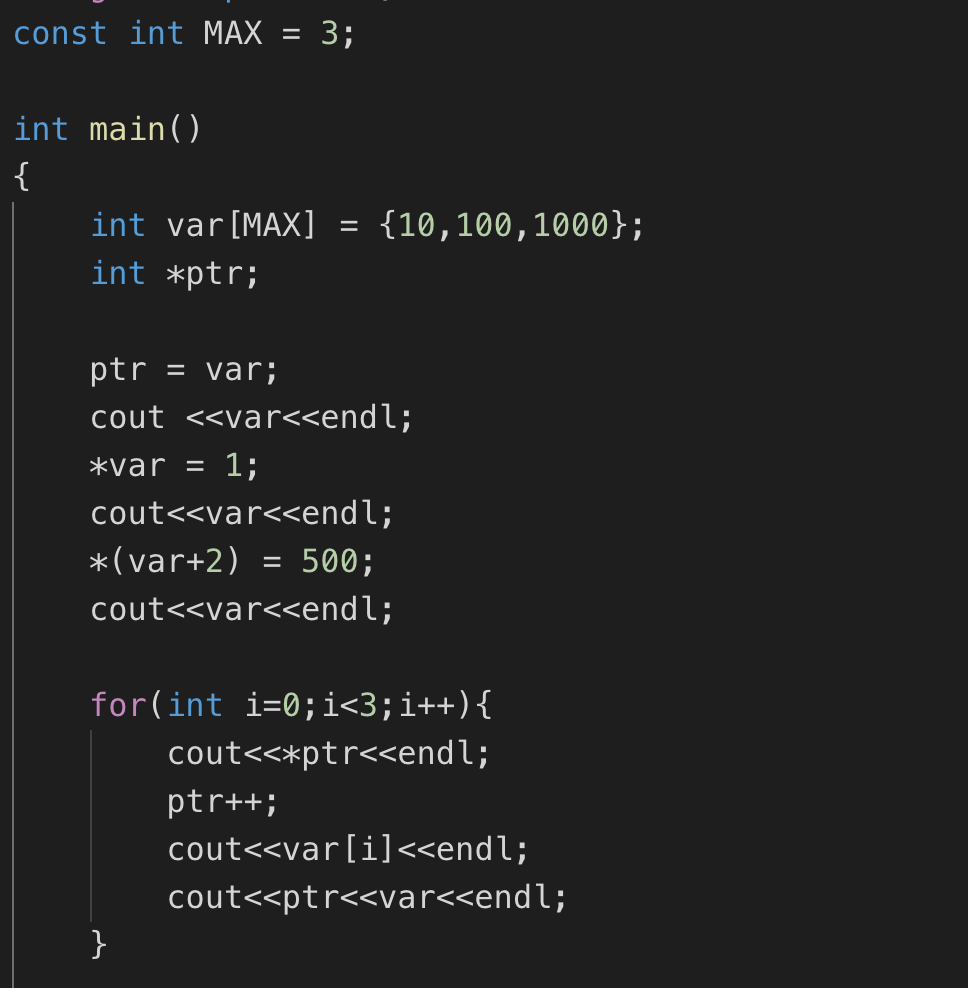 const int MAX = 3;
int main()
{
    int var[MAX] = {10,100,1000};
    int *ptr;
    ptr = var;
    cout <<var<<endl;
    *var = 1;
    cout<<var<<endl;
    *(var+2) = 500;
    cout<<var<<endl;
    for(int i=0;i<3;i++){
        cout<<*ptr<<endl;
        ptr++;
        cout<<var[i]<<endl;
        cout<<ptr<<var<<endl;
    }